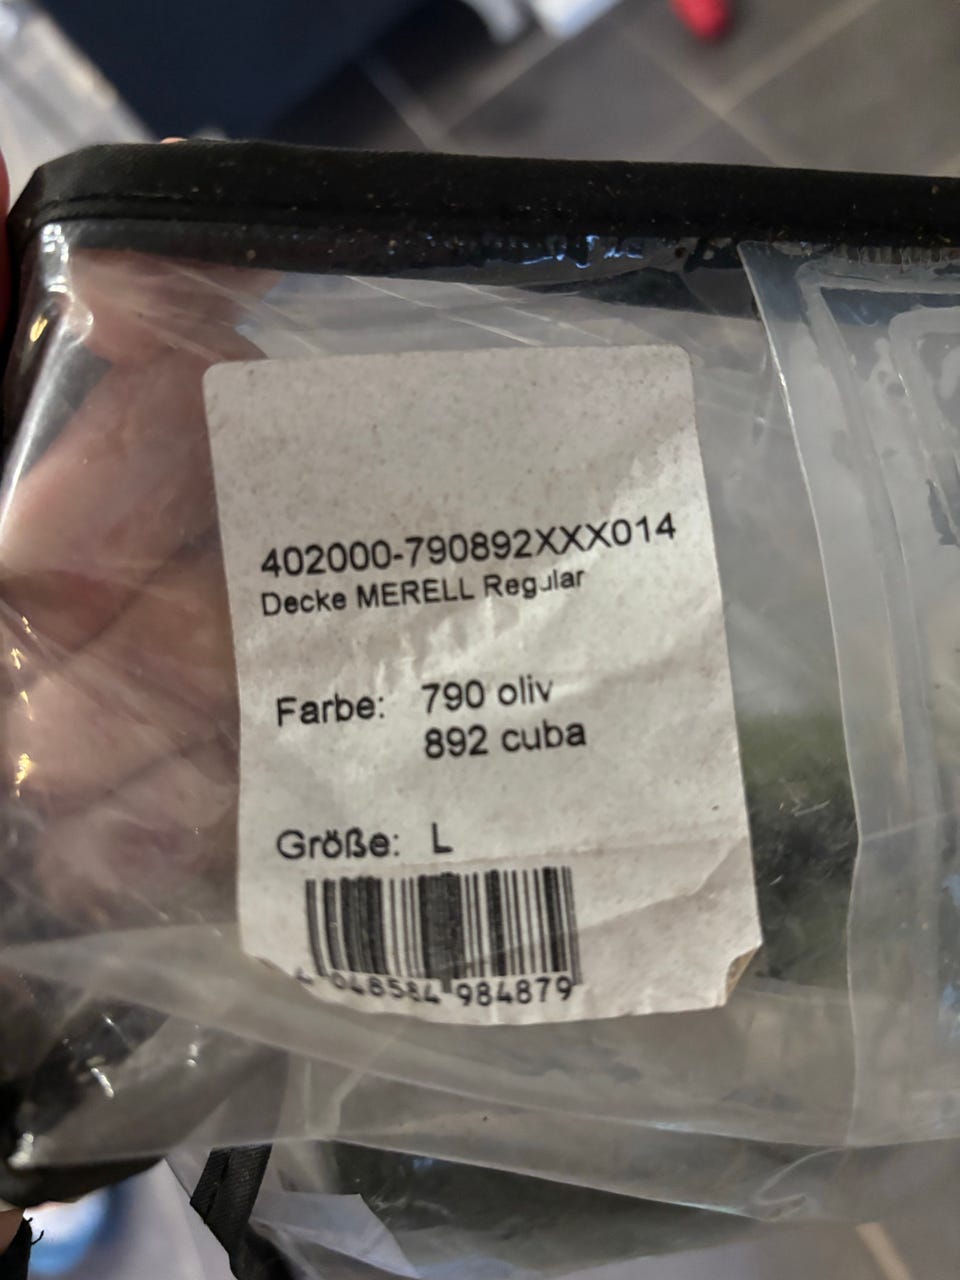 402000-790892XXX014
Decke MERELL Regular
Farbe: 790 oliv
892 cuba
Größe: L
4 048584 984879